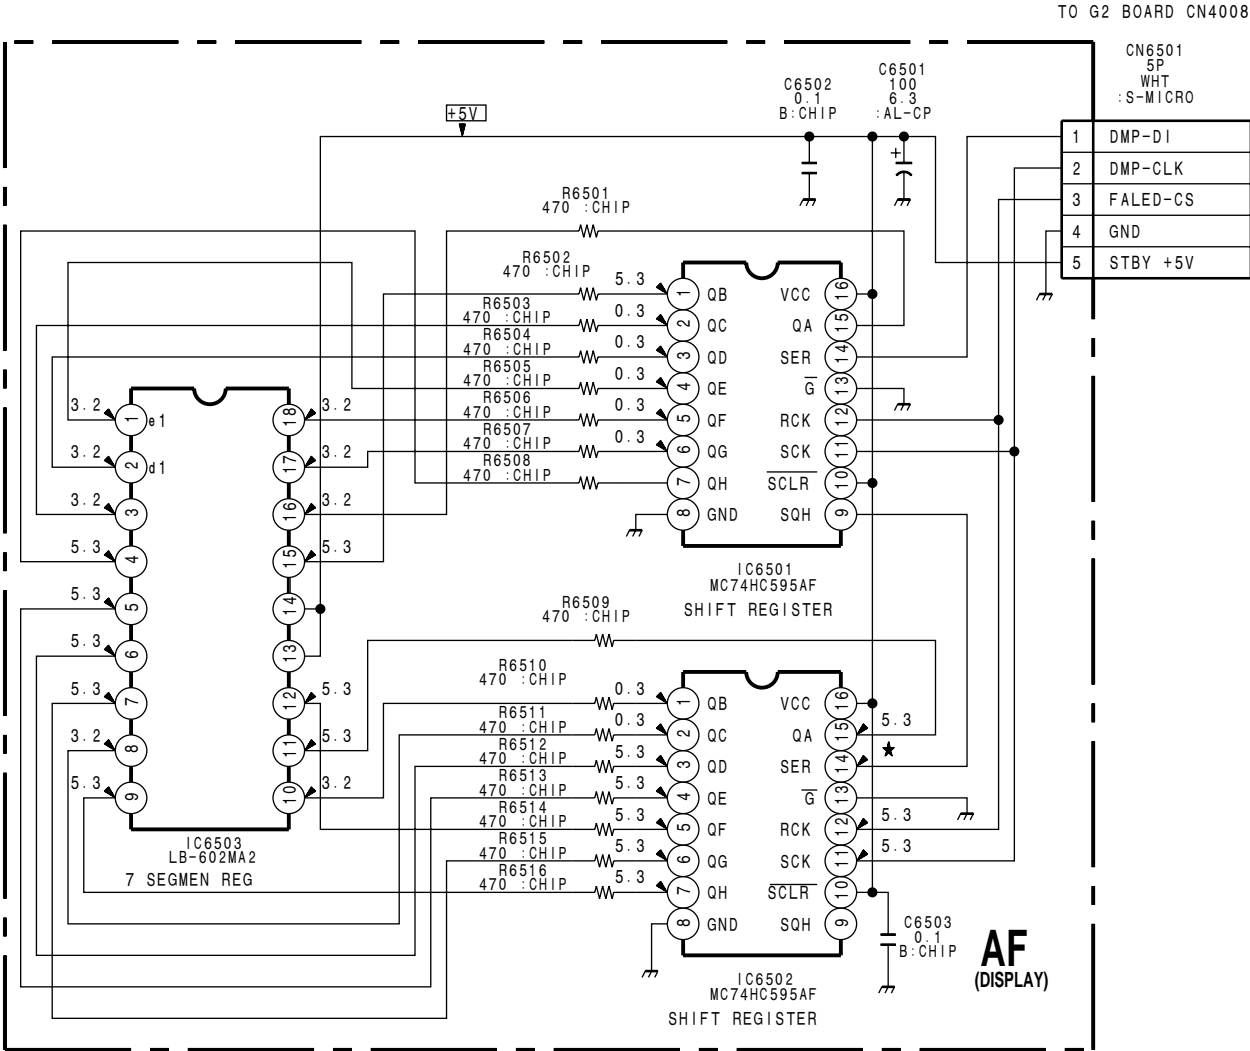 TO G2 BOARD CN4008
CN6501
5P
WHT
:S-MICRO
1 DMP-DI
2 DMP-CLK
3 FALED-CS
4 GND
5 STBY +5V
C6502
0.1
B:CHIP
C6501
100
6.3
:AL-CP
+
+5V
R6501
470 :CHIP
R6502
470 :CHIP
R6503
470 :CHIP
R6504
470 :CHIP
R6505
470 :CHIP
R6506
470 :CHIP
R6507
470 :CHIP
R6508
470 :CHIP
5.3
0.3
0.3
0.3
0.3
0.3
1 QB VCC 16
2 QC QA 15
3 QD SER 14
4 QE G 13
5 QF RCK 12
6 QG SCK 11
7 QH SCLR 10
8 GND SQH 9
IC6501
MC74HC595AF
SHIFT REGISTER
3.2 1 e1 18 3.2
3.2 2 d1 17 3.2
3.2 3 16 3.2
5.3 4 15 5.3
5.3 5 14
5.3 6 13
5.3 7 12 5.3
3.2 8 11 5.3
5.3 9 10 3.2
IC6503
LB-602MA2
7 SEGMEN REG
R6509
470 :CHIP
R6510
470 :CHIP
R6511
470 :CHIP
R6512
470 :CHIP
R6513
470 :CHIP
R6514
470 :CHIP
R6515
470 :CHIP
R6516
470 :CHIP
0.3 1 QB VCC 16
0.3 2 QC QA 15 5.3
★
5.3 3 QD SER 14
5.3 4 QE G 13
5.3 5 QF RCK 12 5.3
5.3 6 QG SCK 11 5.3
5.3 7 QH SCLR 10
8 GND SQH 9
IC6502
MC74HC595AF
SHIFT REGISTER
C6503
0.1
B:CHIP
AF
(DISPLAY)